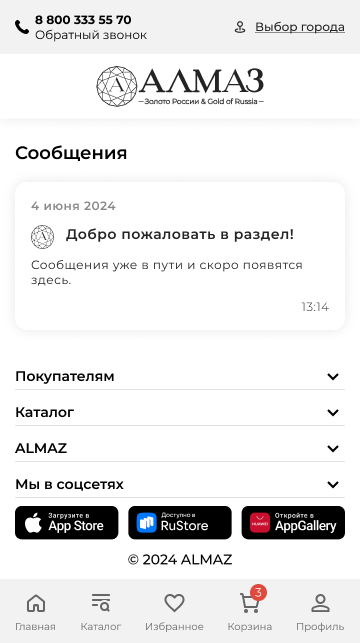 8 800 333 55 70
Обратный звонок
Выбор города
АЛМАЗ
Золото России & Gold of Russia
Сообщения
4 июня 2024
Добро пожаловать в раздел!
Сообщения уже в пути и скоро появятся
здесь.
13:14
Покупателям
Каталог
ALMAZ
Мы в соцсетях
Загрузите в
App Store
Доступно в
RuStore
Откройте в
AppGallery
HUAWEI
© 2024 ALMAZ
3
Главная
Каталог
Избранное
Корзина
Профиль